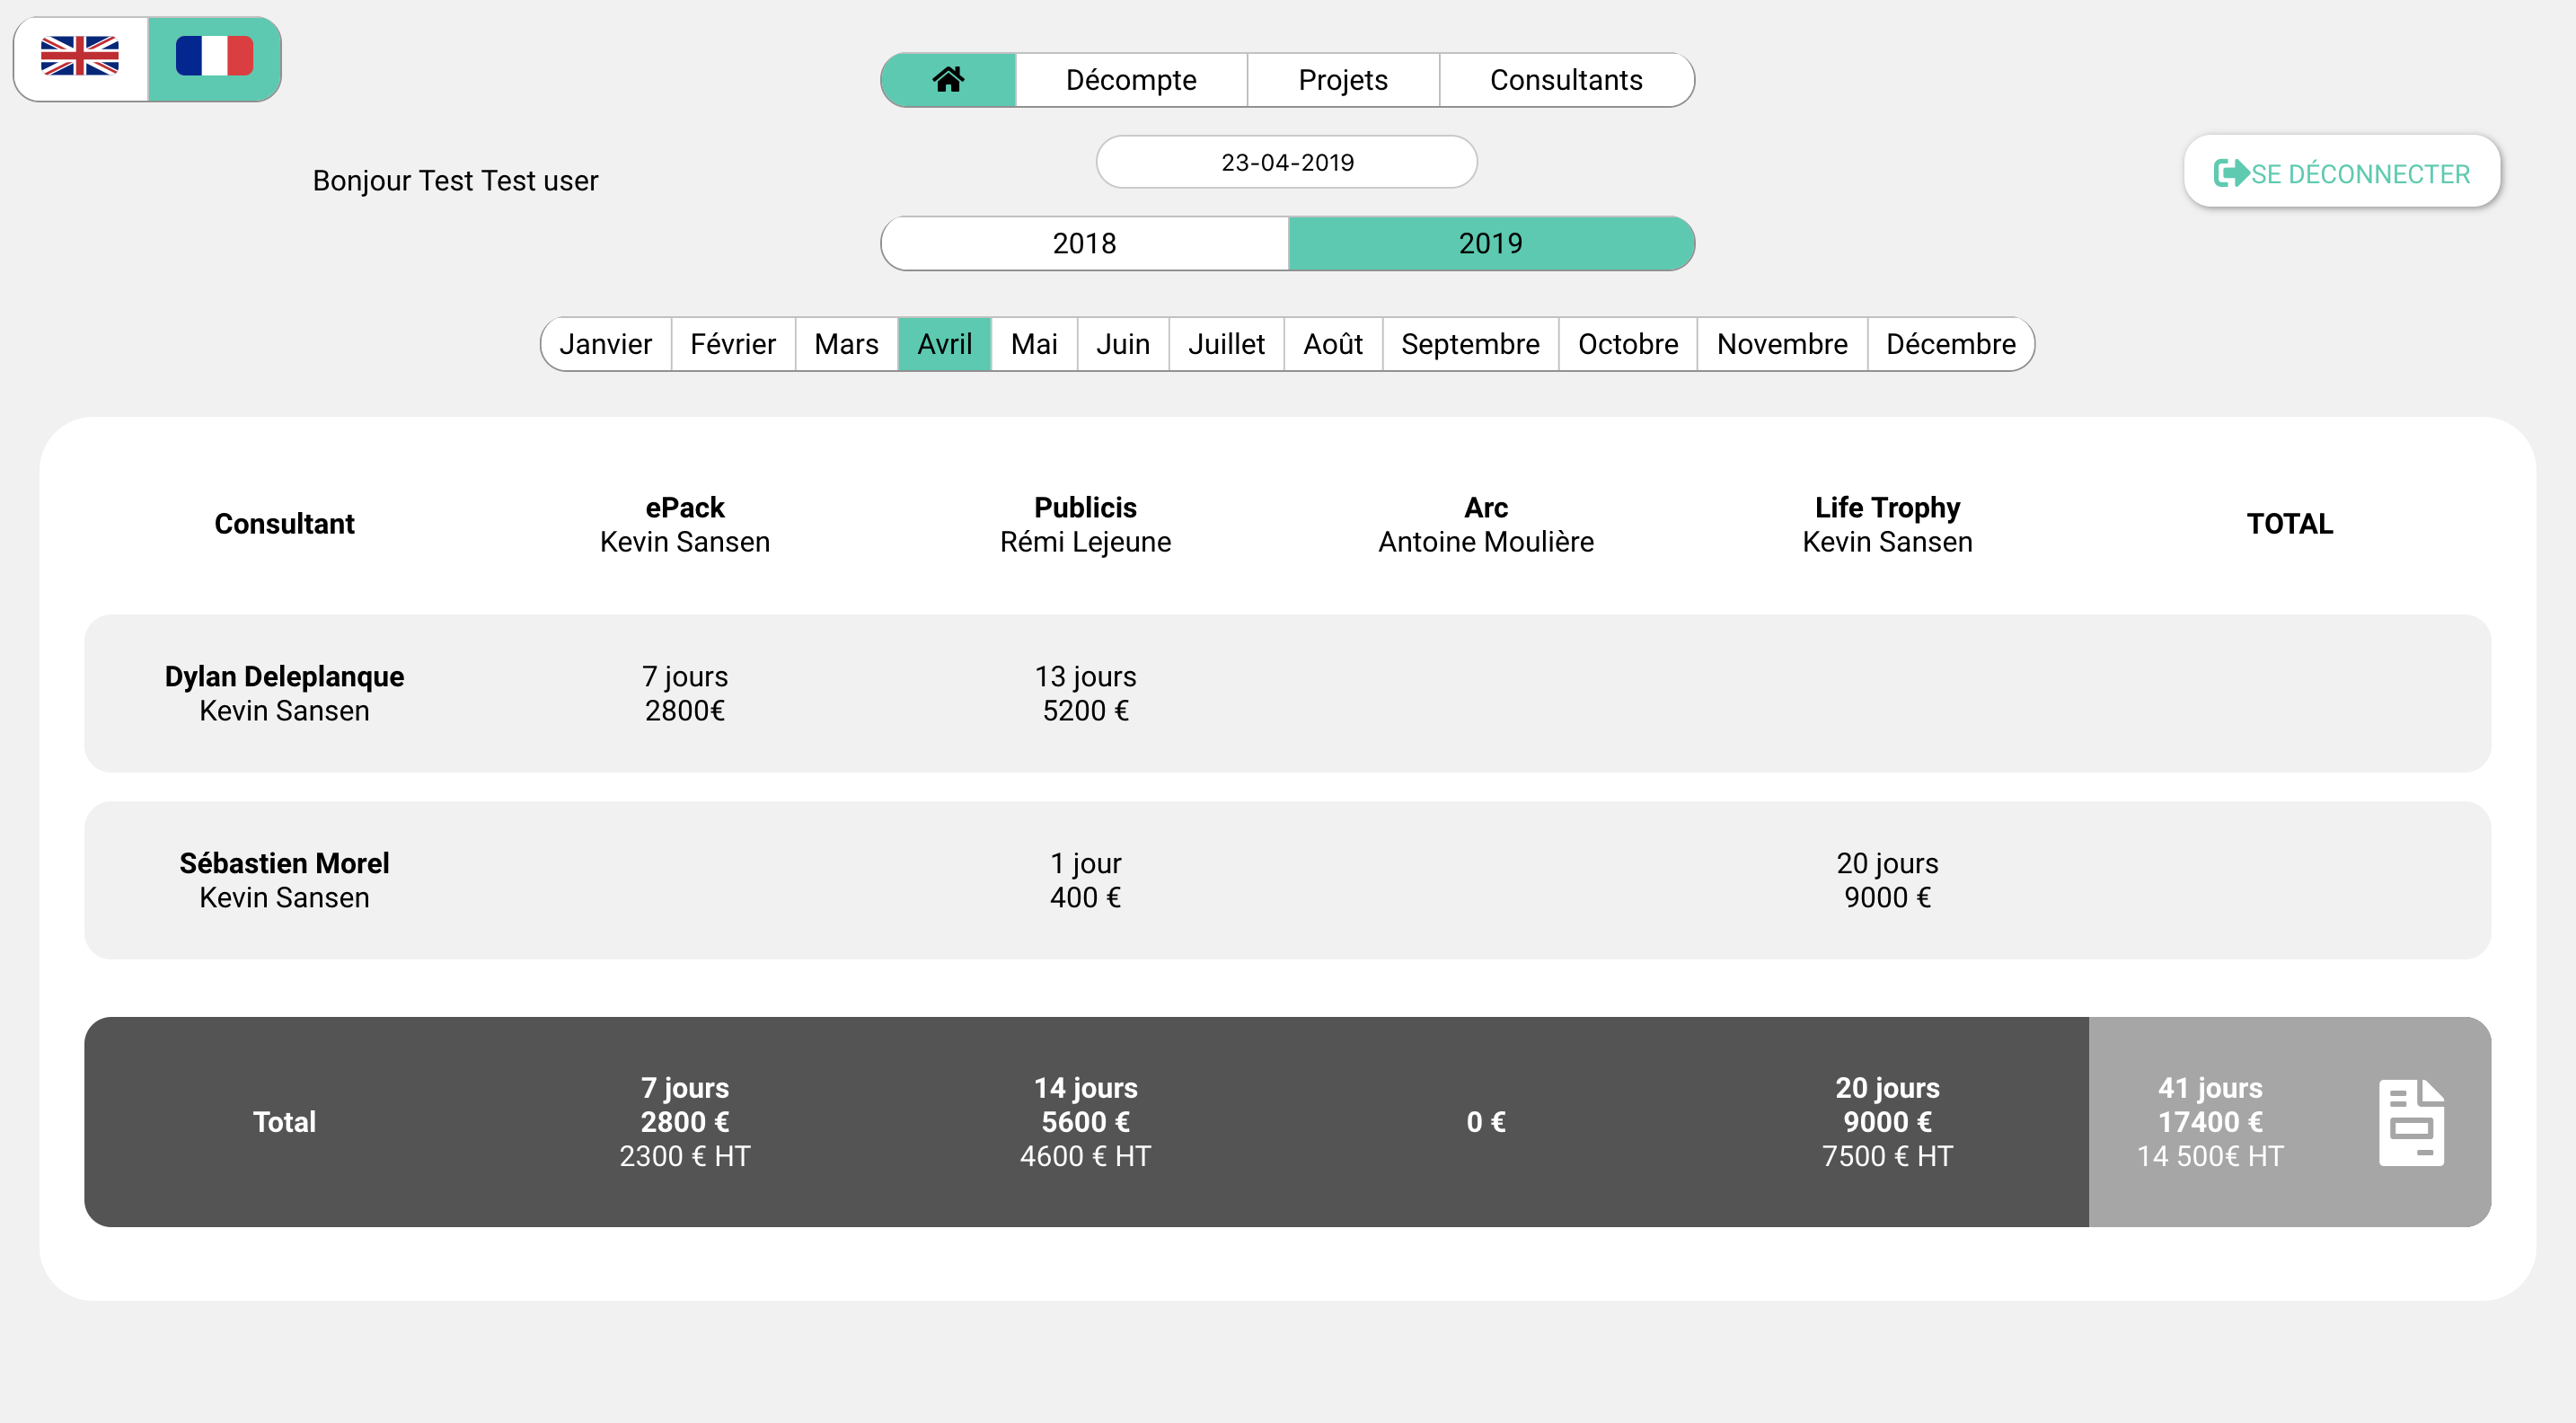 Décompte Projets Consultants
23-04-2019
Bonjour Test Test user
SE DÉCONNECTER
2018 2019
Janvier Février Mars Avril Mai Juin Juillet Août Septembre Octobre Novembre Décembre
Consultant
ePack
Kevin Sansen
Publicis
Rémi Lejeune
Arc
Antoine Moulière
Life Trophy
Kevin Sansen
TOTAL
Dylan Deleplanque
Kevin Sansen
7 jours
2800€
13 jours
5200 €
Sébastien Morel
Kevin Sansen
1 jour
400 €
20 jours
9000 €
Total
7 jours
2800 €
2300 € HT
14 jours
5600 €
4600 € HT
0 €
20 jours
9000 €
7500 € HT
41 jours
17400 €
14 500€ HT